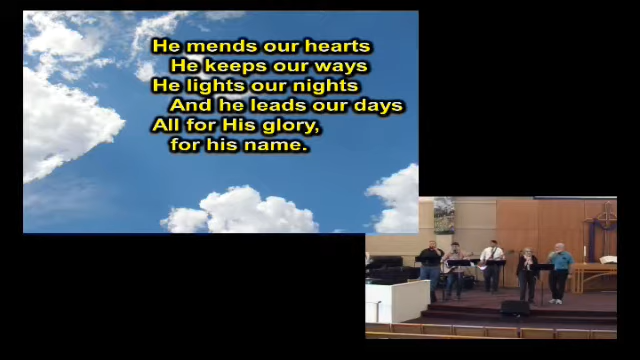 He mends our hearts
He keeps our ways
He lights our nights
And he leads our days
All for His glory,
for his name.